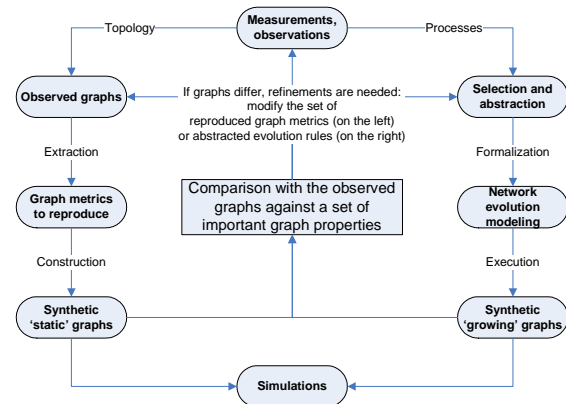 Measurements,
observations
Topology
Processes
Observed graphs
If graphs differ, refinements are needed:
modify the set of
reproduced graph metrics (on the left)
or abstracted evolution rules (on the right)
Selection and
abstraction
Extraction
Formalization
Graph metrics
to reproduce
Comparison with the observed
graphs against a set of
important graph properties
Network
evolution modeling
Construction
Execution
Synthetic
‘static’ graphs
Synthetic
‘growing’ graphs
Simulations